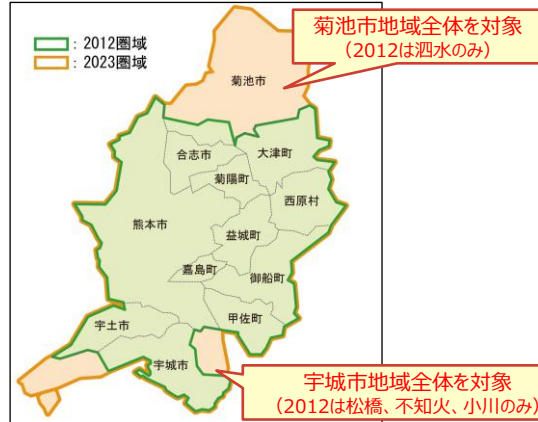 菊池市地域全体を対象
（2012は泗水のみ）
：2012圏域
：2023圏域
菊池市
合志市
大津町
菊陽町
西原村
熊本市
益城町
嘉島町
御船町
甲佐町
宇土市
宇城市
宇城市地域全体を対象
（2012は松橋、不知火、小川のみ）